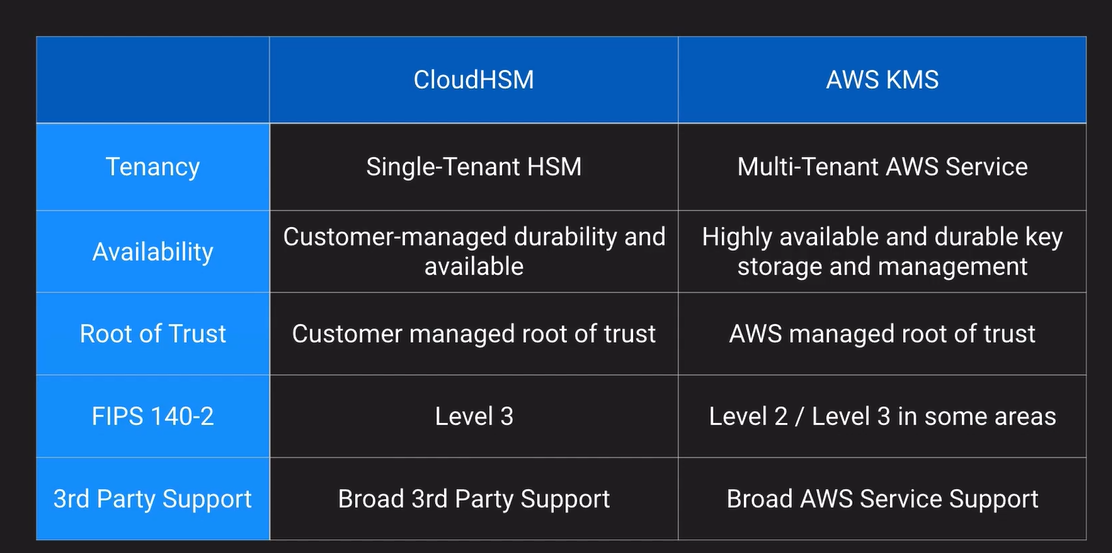 CloudHSM
AWS KMS
Tenancy
Single-Tenant HSM
Multi-Tenant AWS Service
Availability
Customer-managed durability and
available
Highly available and durable key
storage and management
Root of Trust
Customer managed root of trust
AWS managed root of trust
FIPS 140-2
Level 3
Level 2 / Level 3 in some areas
3rd Party Support
Broad 3rd Party Support
Broad AWS Service Support